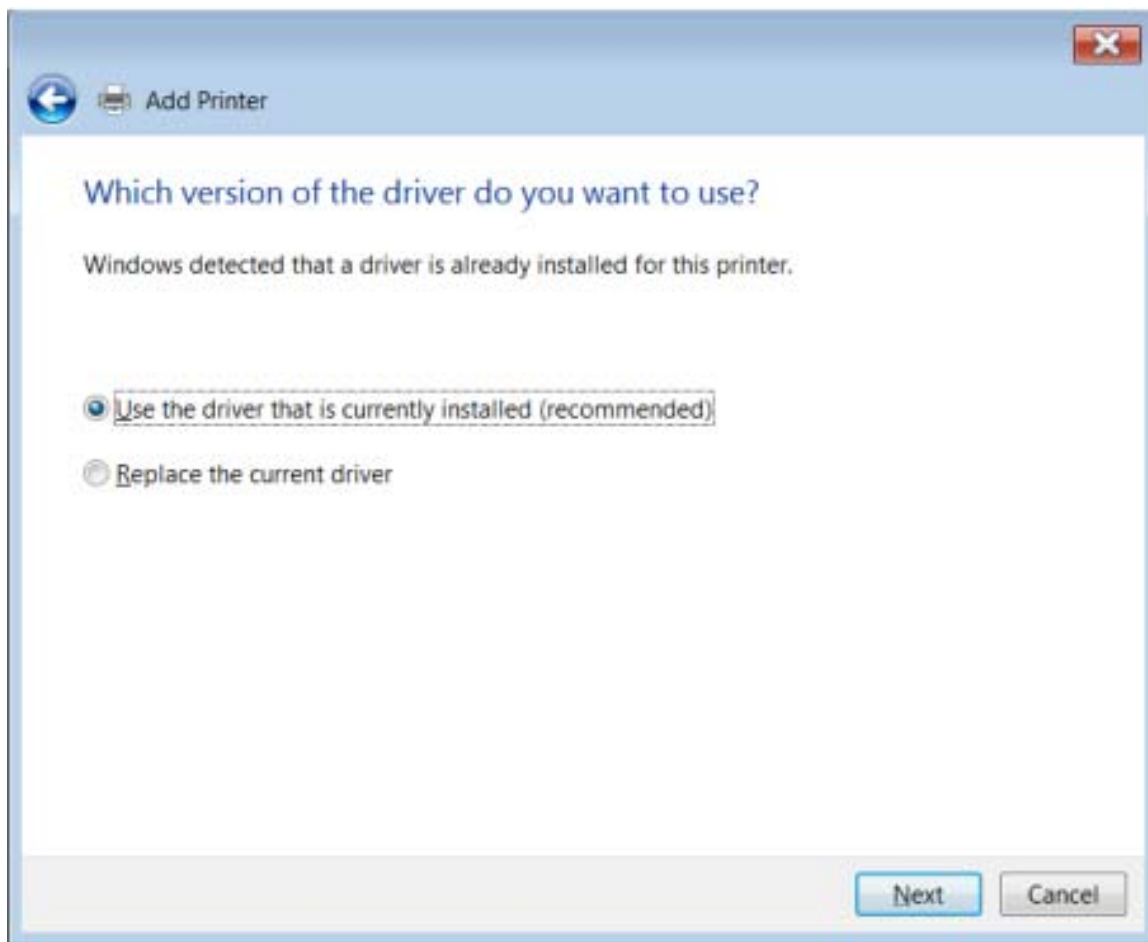 Add Printer
Which version of the driver do you want to use?
Windows detected that a driver is already installed for this printer.
Use the driver that is currently installed (recommended)
Replace the current driver
Next Cancel